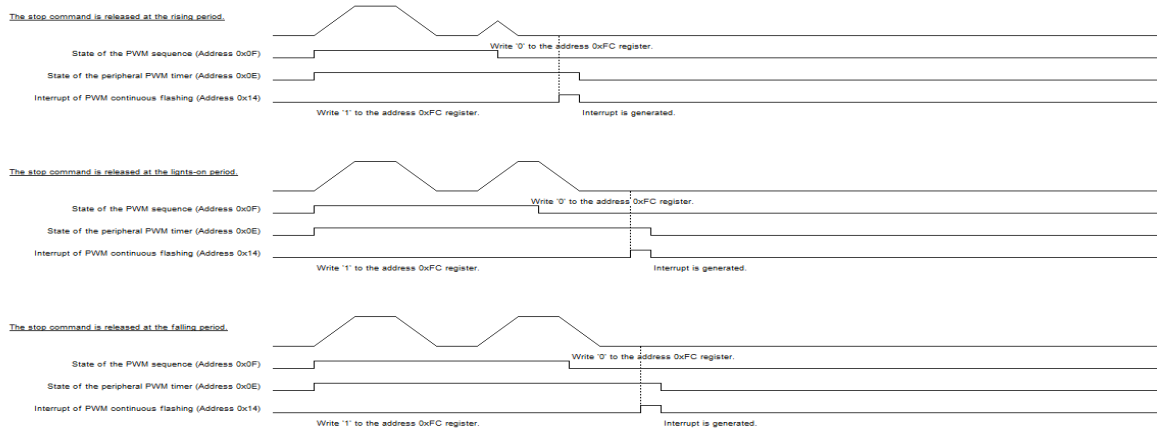 The stop command is released at the rising period.
Write '0' to the address 0xFC register.
State of the PWM sequence (Address 0x0F)
State of the peripheral PWM timer (Address 0x0E)
Interrupt of PWM continuous flashing (Address 0x14)
Write '1' to the address 0xFC register. Interrupt is generated.
The stop command is released at the lignts-on period.
Write '0' to the address 0xFC register.
State of the PWM sequence (Address 0x0F)
State of the peripheral PWM timer (Address 0x0E)
Interrupt of PWM continuous flashing (Address 0x14)
Write '1' to the address 0xFC register. Interrupt is generated.
The stop command is released at the falling period.
Write '0' to the address 0xFC register.
State of the PWM sequence (Address 0x0F)
State of the peripheral PWM timer (Address 0x0E)
Interrupt of PWM continuous flashing (Address 0x14)
Write '1' to the address 0xFC register. Interrupt is generated.